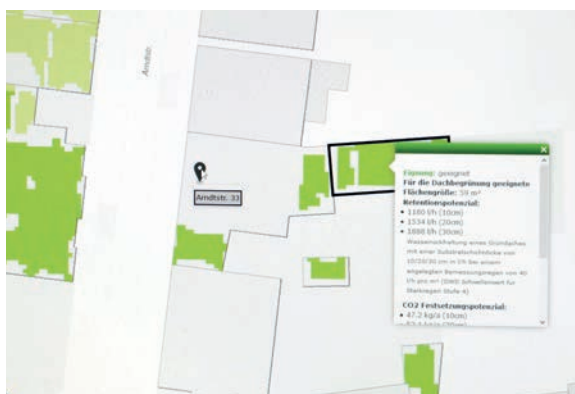 Arndtstr.
Arndtstr. 33
Eignung: geeignet
Für die Dachbegrünung geeignete
Flächengröße: 59 m²
Retentionspotenzial:
• 1180 l/h (10cm)
• 1534 l/h (20cm)
• 1888 l/h (30cm)
Wasserrückhaltung eines Gründaches
mit einer Substratschichtdicke von
10/20/30 cm in l/h bei einem
angelegten Bemessungsregen von 40
l/h pro m² (DWD Schwellenwert für
Starkregen Stufe 4)
CO2 Festsetzungspotenzial:
• 47.2 kg/a (10cm)